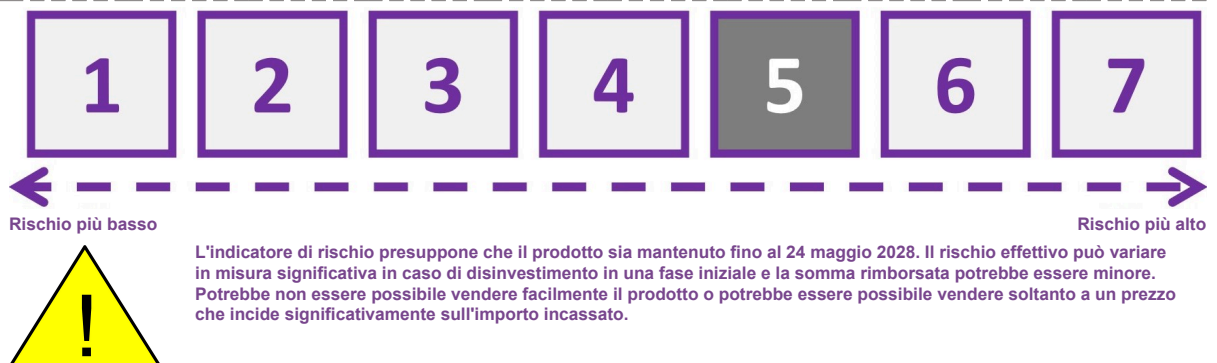 1 2 3 4 5 6 7
Rischio più basso Rischio più alto
L'indicatore di rischio presuppone che il prodotto sia mantenuto fino al 24 maggio 2028. Il rischio effettivo può variare
in misura significativa in caso di disinvestimento in una fase iniziale e la somma rimborsata potrebbe essere minore.
Potrebbe non essere possibile vendere facilmente il prodotto o potrebbe essere possibile vendere soltanto a un prezzo
che incide significativamente sull'importo incassato.
!